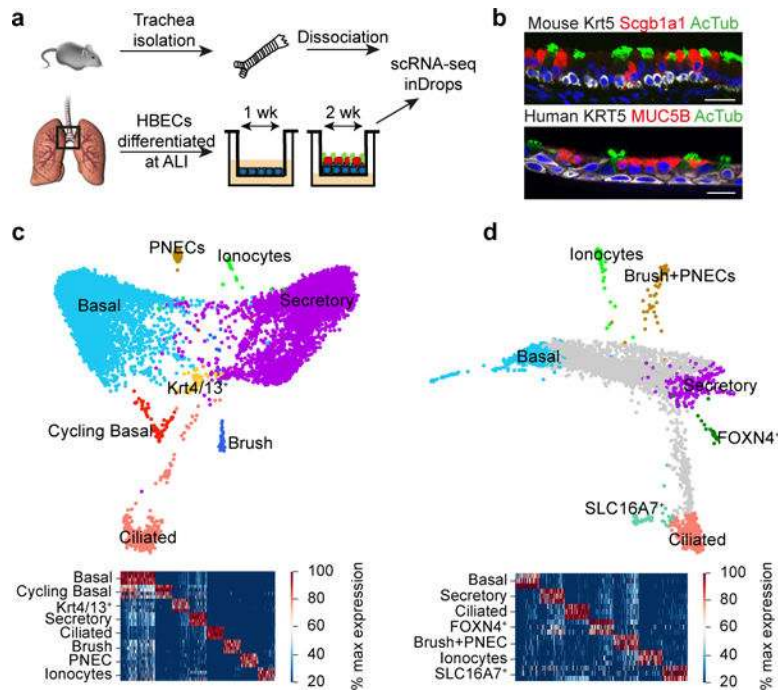 a
Trachea
isolation
Dissociation
scRNA-seq
inDrops
HBECs
differentiated
at ALI
1 wk
2 wk
b
Mouse Krt5 Scgb1a1 AcTub
Human KRT5 MUC5B AcTub
c
PNECs
Ionocytes
Basal
Secretory
Krt4/13⁺
Cycling Basal
Brush
Ciliated
Basal
Cycling Basal
Krt4/13⁺
Secretory
Ciliated
Brush
PNEC
Ionocytes
100
80
60
40
20
% max expression
d
Ionocytes
Brush+PNECs
Basal
Secretory
FOXN4⁺
SLC16A7⁺
Ciliated
Basal
Secretory
Ciliated
FOXN4⁺
Brush+PNEC
Ionocytes
SLC16A7⁺
100
80
60
40
20
% max expression